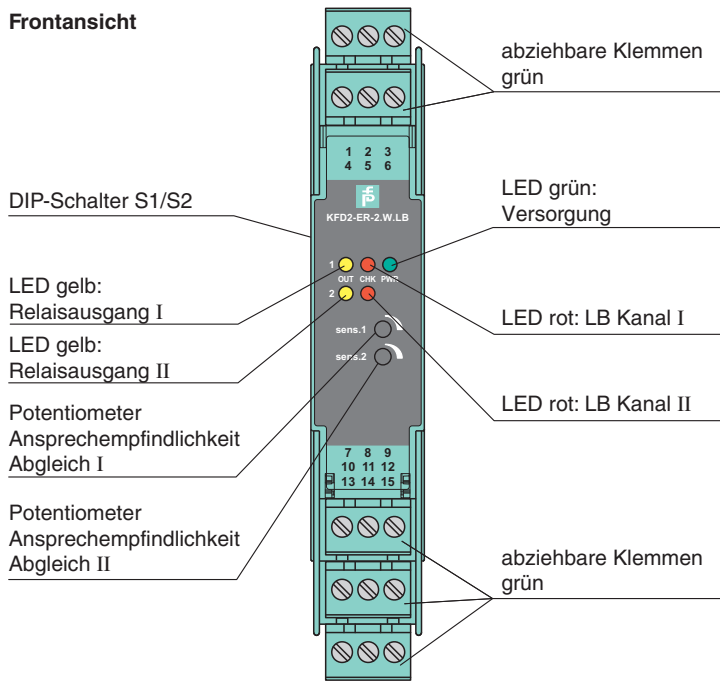 Frontansicht
abziehbare Klemmen
grün
1 2 3
4 5 6
KFD2-ER-2.W.LB
DIP-Schalter S1/S2
LED grün:
Versorgung
1
OUT CHK PWR
2
LED gelb:
Relaisausgang I
LED gelb:
Relaisausgang II
LED rot: LB Kanal I
sens.1
sens.2
LED rot: LB Kanal II
Potentiometer
Ansprechempfindlichkeit
Abgleich I
7 8 9
10 11 12
13 14 15
Potentiometer
Ansprechempfindlichkeit
Abgleich II
abziehbare Klemmen
grün